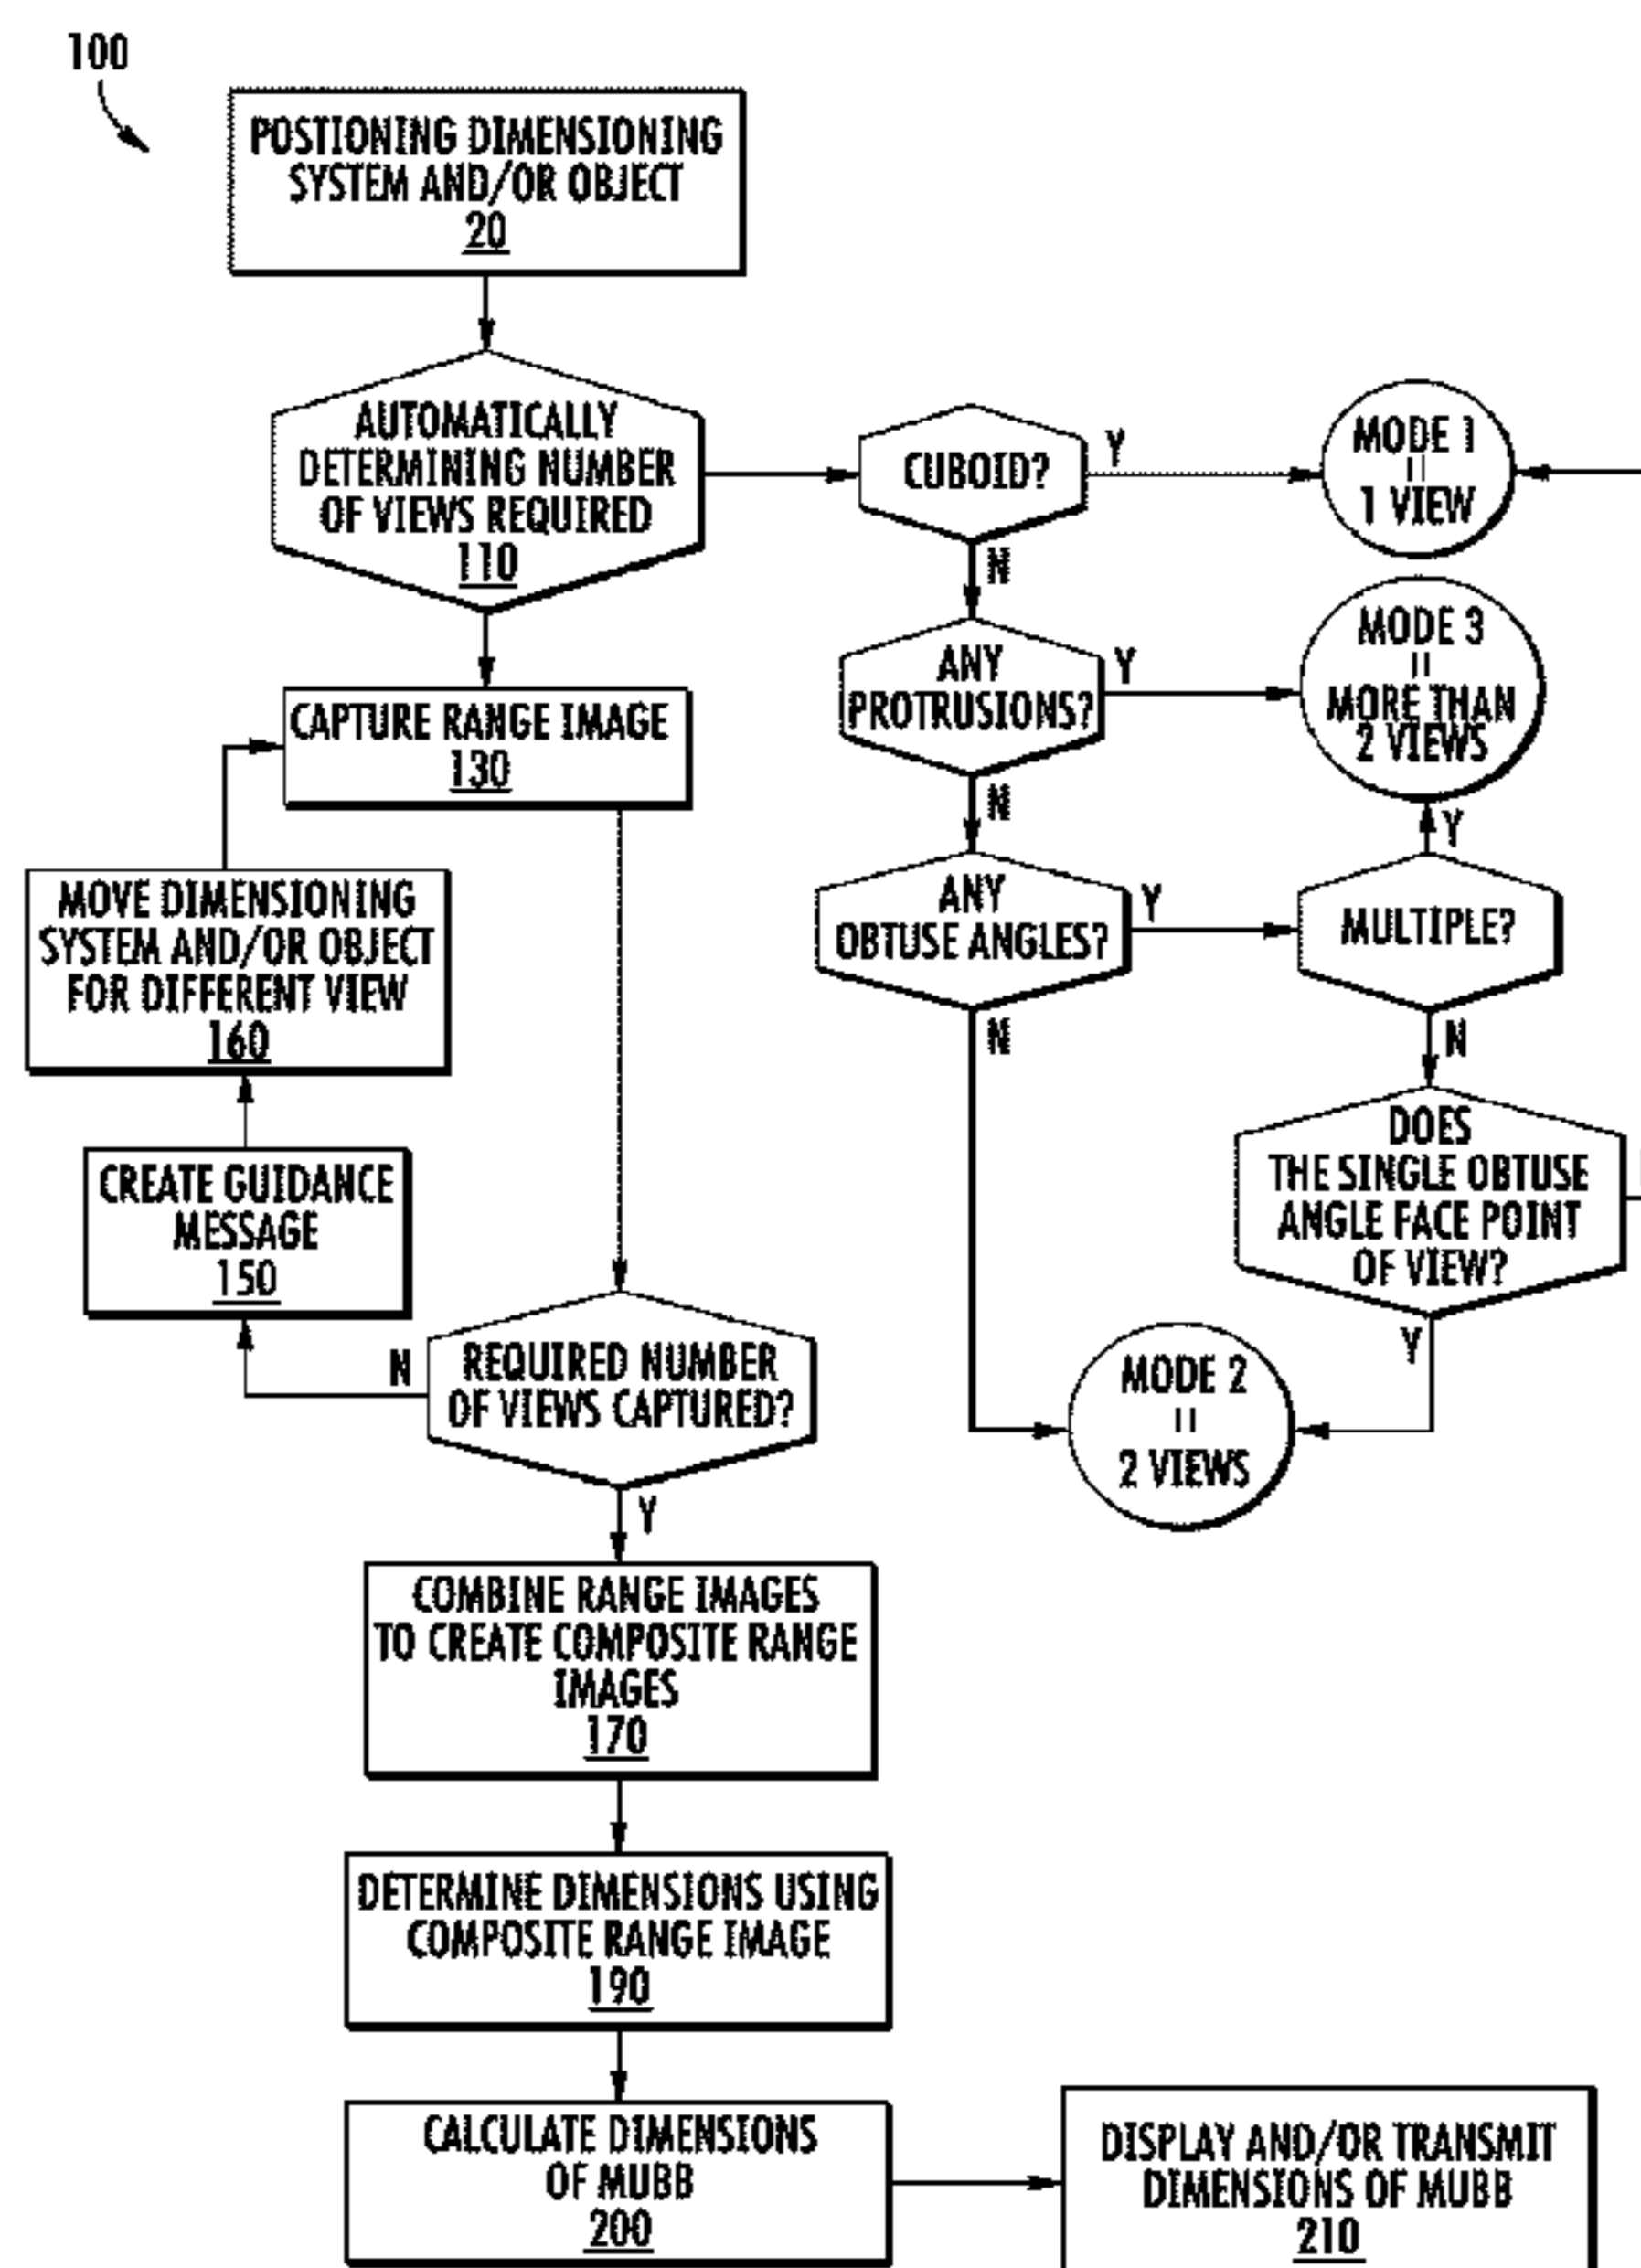 100
POSTIONING DIMENSIONING
SYSTEM AND/OR OBJECT
20
AUTOMATICALLY
DETERMINING NUMBER
OF VIEWS REQUIRED
110
CUBOID?
Y
MODE 1
=
1 VIEW
N
ANY
PROTRUSIONS?
Y
MODE 3
=
MORE THAN
2 VIEWS
N
Y
ANY
OBTUSE ANGLES?
Y
MULTIPLE?
N
N
DOES
THE SINGLE OBTUSE
ANGLE FACE POINT
OF VIEW?
Y
MODE 2
=
2 VIEWS
CAPTURE RANGE IMAGE
130
MOVE DIMENSIONING
SYSTEM AND/OR OBJECT
FOR DIFFERENT VIEW
160
CREATE GUIDANCE
MESSAGE
150
N
REQUIRED NUMBER
OF VIEWS CAPTURED?
Y
COMBINE RANGE IMAGES
TO CREATE COMPOSITE RANGE
IMAGES
170
DETERMINE DIMENSIONS USING
COMPOSITE RANGE IMAGE
190
CALCULATE DIMENSIONS
OF MUBB
200
DISPLAY AND/OR TRANSMIT
DIMENSIONS OF MUBB
210